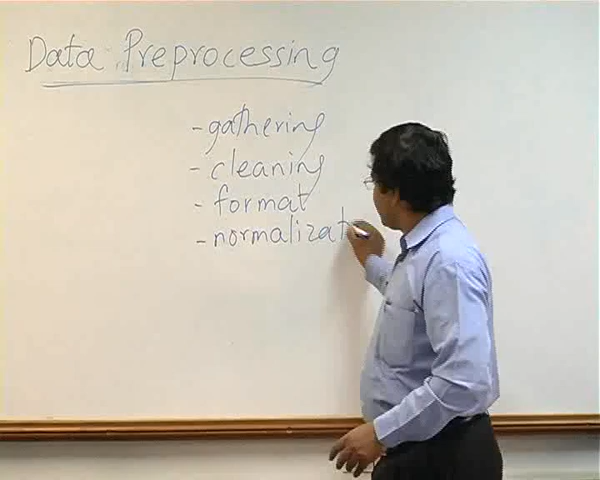 Data Preprocessing
- gathering
- cleaning
- format
- normalizat